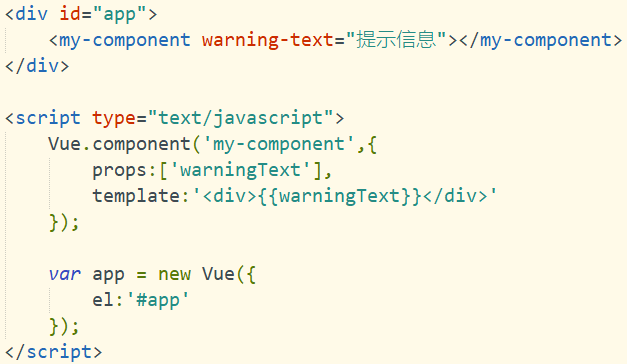 <div id="app">
    <my-component warning-text="提示信息"></my-component>
</div>

<script type="text/javascript">
    Vue.component('my-component',{
        props:['warningText'],
        template:'<div>{{warningText}}</div>'
    });

    var app = new Vue({
        el:'#app'
    });
</script>